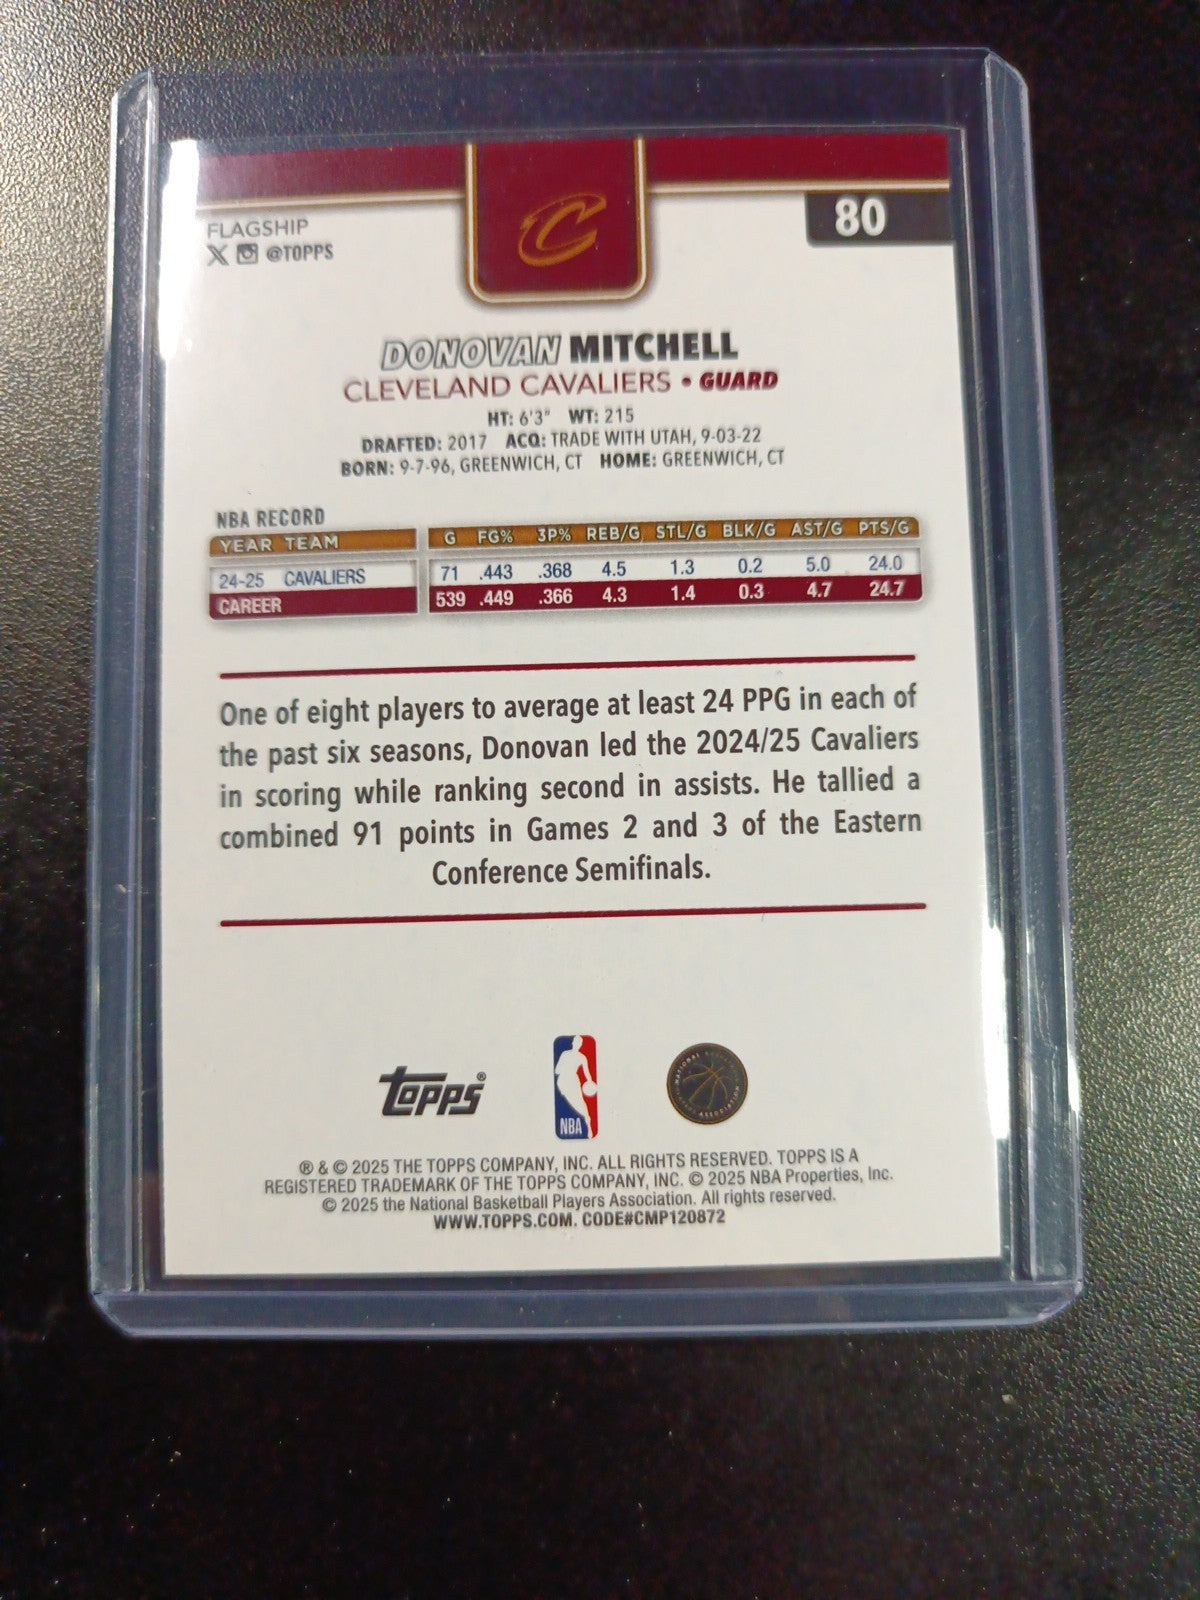 FLAGSHIP
@TOPPS
80
DONOVAN MITCHELL
CLEVELAND CAVALIERS • GUARD
HT: 6'3" WT: 215
DRAFTED: 2017 ACQ: TRADE WITH UTAH, 9-03-22
BORN: 9-7-96, GREENWICH, CT HOME: GREENWICH, CT
NBA RECORD
YEAR TEAM G FG% 3P% REB/G STL/G BLK/G AST/G PTS/G
24-25 CAVALIERS 71 .443 .368 4.5 1.3 0.2 5.0 24.0
CAREER 539 .449 .366 4.3 1.4 0.3 4.7 24.7
One of eight players to average at least 24 PPG in each of
the past six seasons, Donovan led the 2024/25 Cavaliers
in scoring while ranking second in assists. He tallied a
combined 91 points in Games 2 and 3 of the Eastern
Conference Semifinals.
Topps®
NBA
® & © 2025 THE TOPPS COMPANY, INC. ALL RIGHTS RESERVED. TOPPS IS A
REGISTERED TRADEMARK OF THE TOPPS COMPANY, INC. © 2025 NBA Properties, Inc.
© 2025 the National Basketball Players Association. All rights reserved.
WWW.TOPPS.COM. CODE#CMP120872